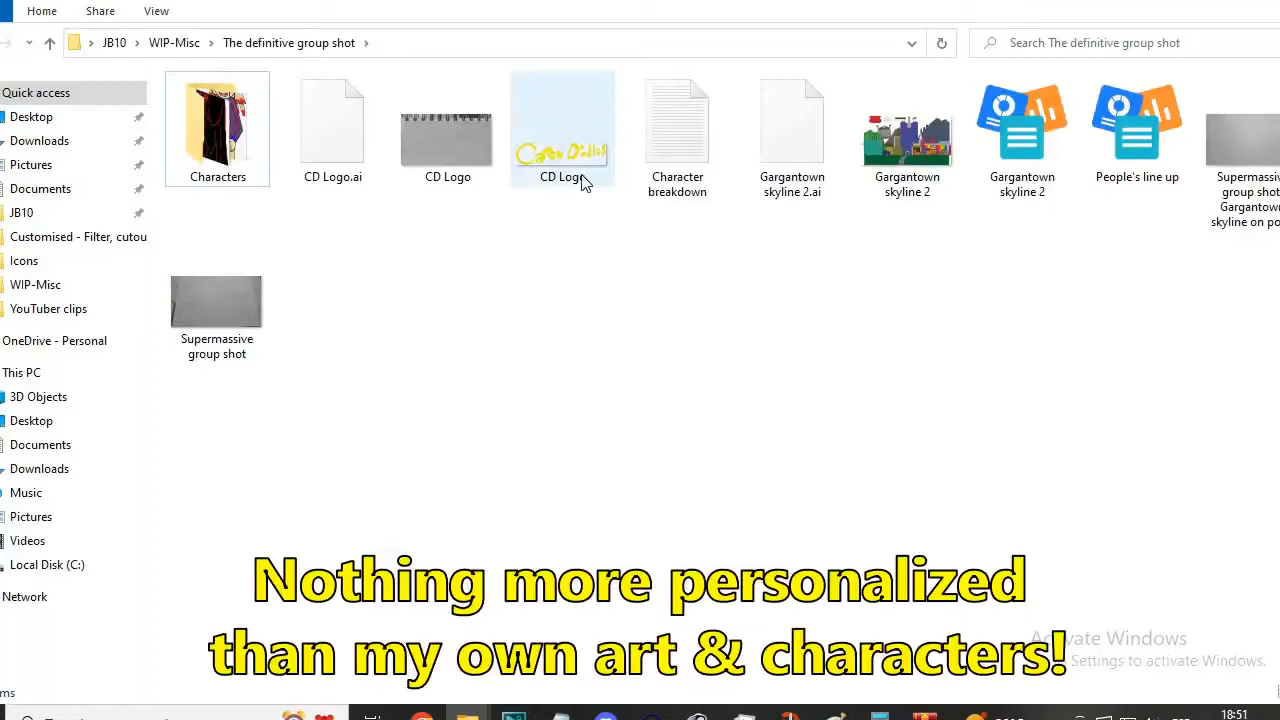 Home Share View
JB10 WIP-Misc The definitive group shot
Search The definitive group shot
Quick access
Desktop
Downloads
Pictures
Documents
JB10
Customised - Filter, cutou
Icons
WIP-Misc
YouTuber clips
OneDrive - Personal
This PC
3D Objects
Desktop
Documents
Downloads
Music
Pictures
Videos
Local Disk (C:)
Network
ms
Characters
CD Logo.ai
CD Logo
CD Logo
Character
breakdown
Gargantown
skyline 2.ai
Gargantown
skyline 2
Gargantown
skyline 2
People's line up
Supermassive
group shot
Gargantown
skyline on po
Supermassive
group shot
Nothing more personalized
than my own art & characters!
Activate Windows
Settings to activate Windows.
18:51